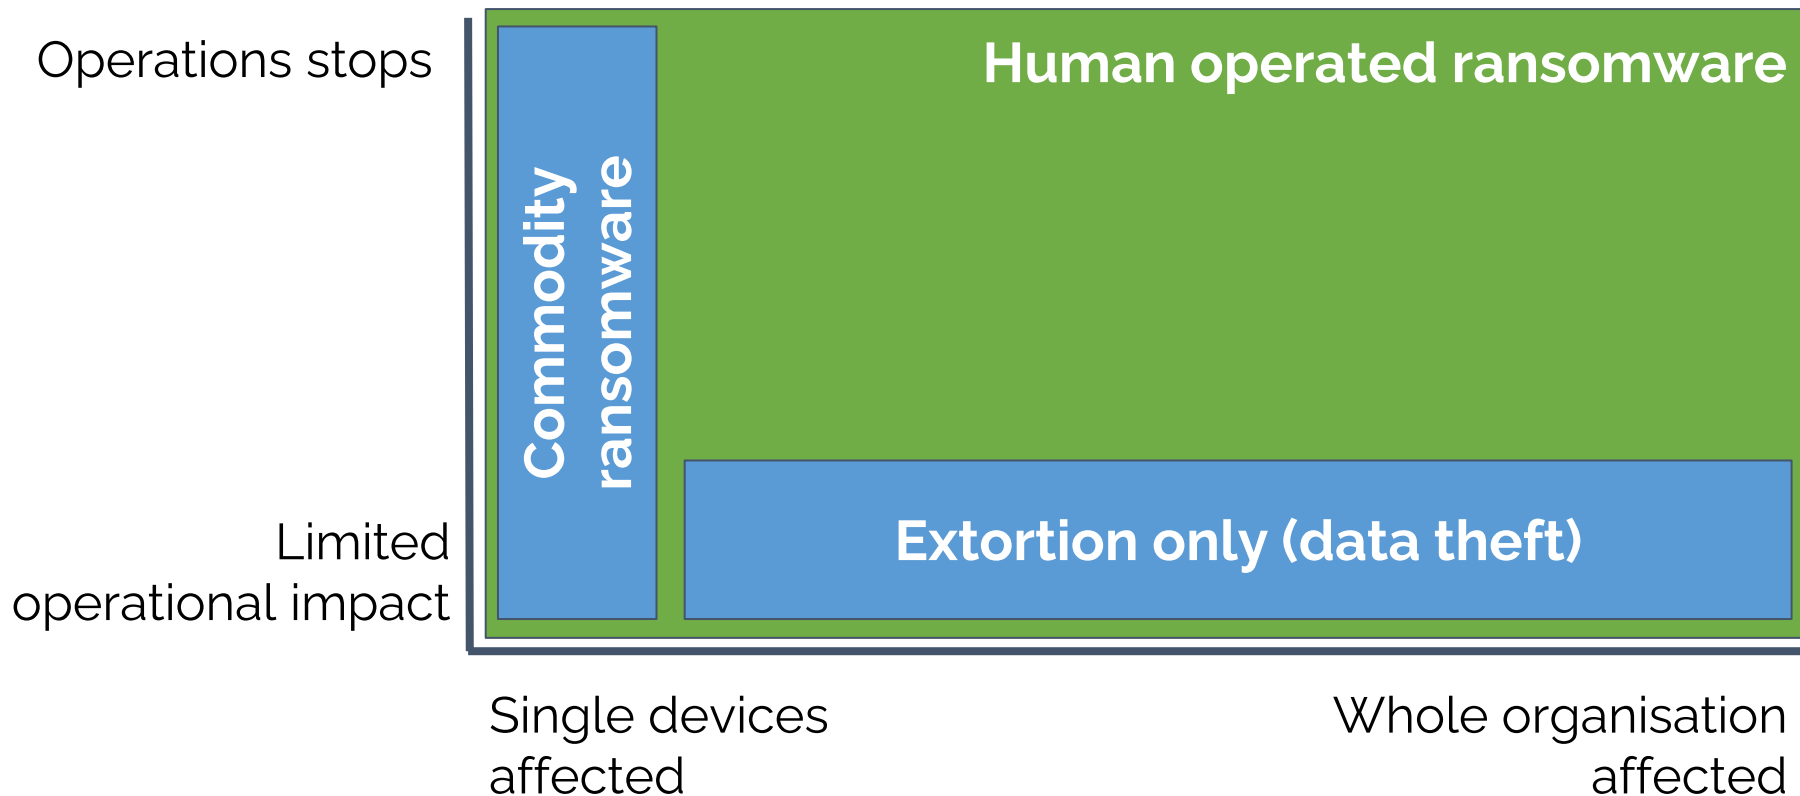 Operations stops
Human operated ransomware
Commodity
ransomware
Limited
operational impact
Extortion only (data theft)
Single devices
affected
Whole organisation
affected